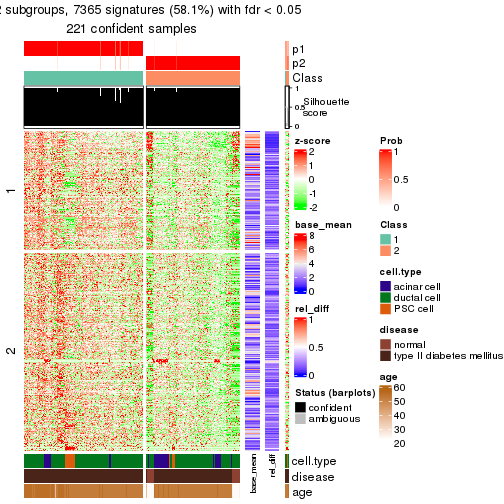 2 subgroups, 7365 signatures (58.1%) with fdr < 0.05
221 confident samples
p1
p2
Class
1
0.5
0
Silhouette
score
1
2
z-score
2
1
0
-1
-2
Prob
1
0.5
0
base_mean
8
6
4
2
0
Class
1
2
cell.type
acinar cell
ductal cell
PSC cell
rel_diff
1
0.5
0
disease
normal
type II diabetes mellitus
age
60
50
40
30
20
Status (barplots)
confident
ambiguous
base_mean
rel_diff
cell.type
disease
age